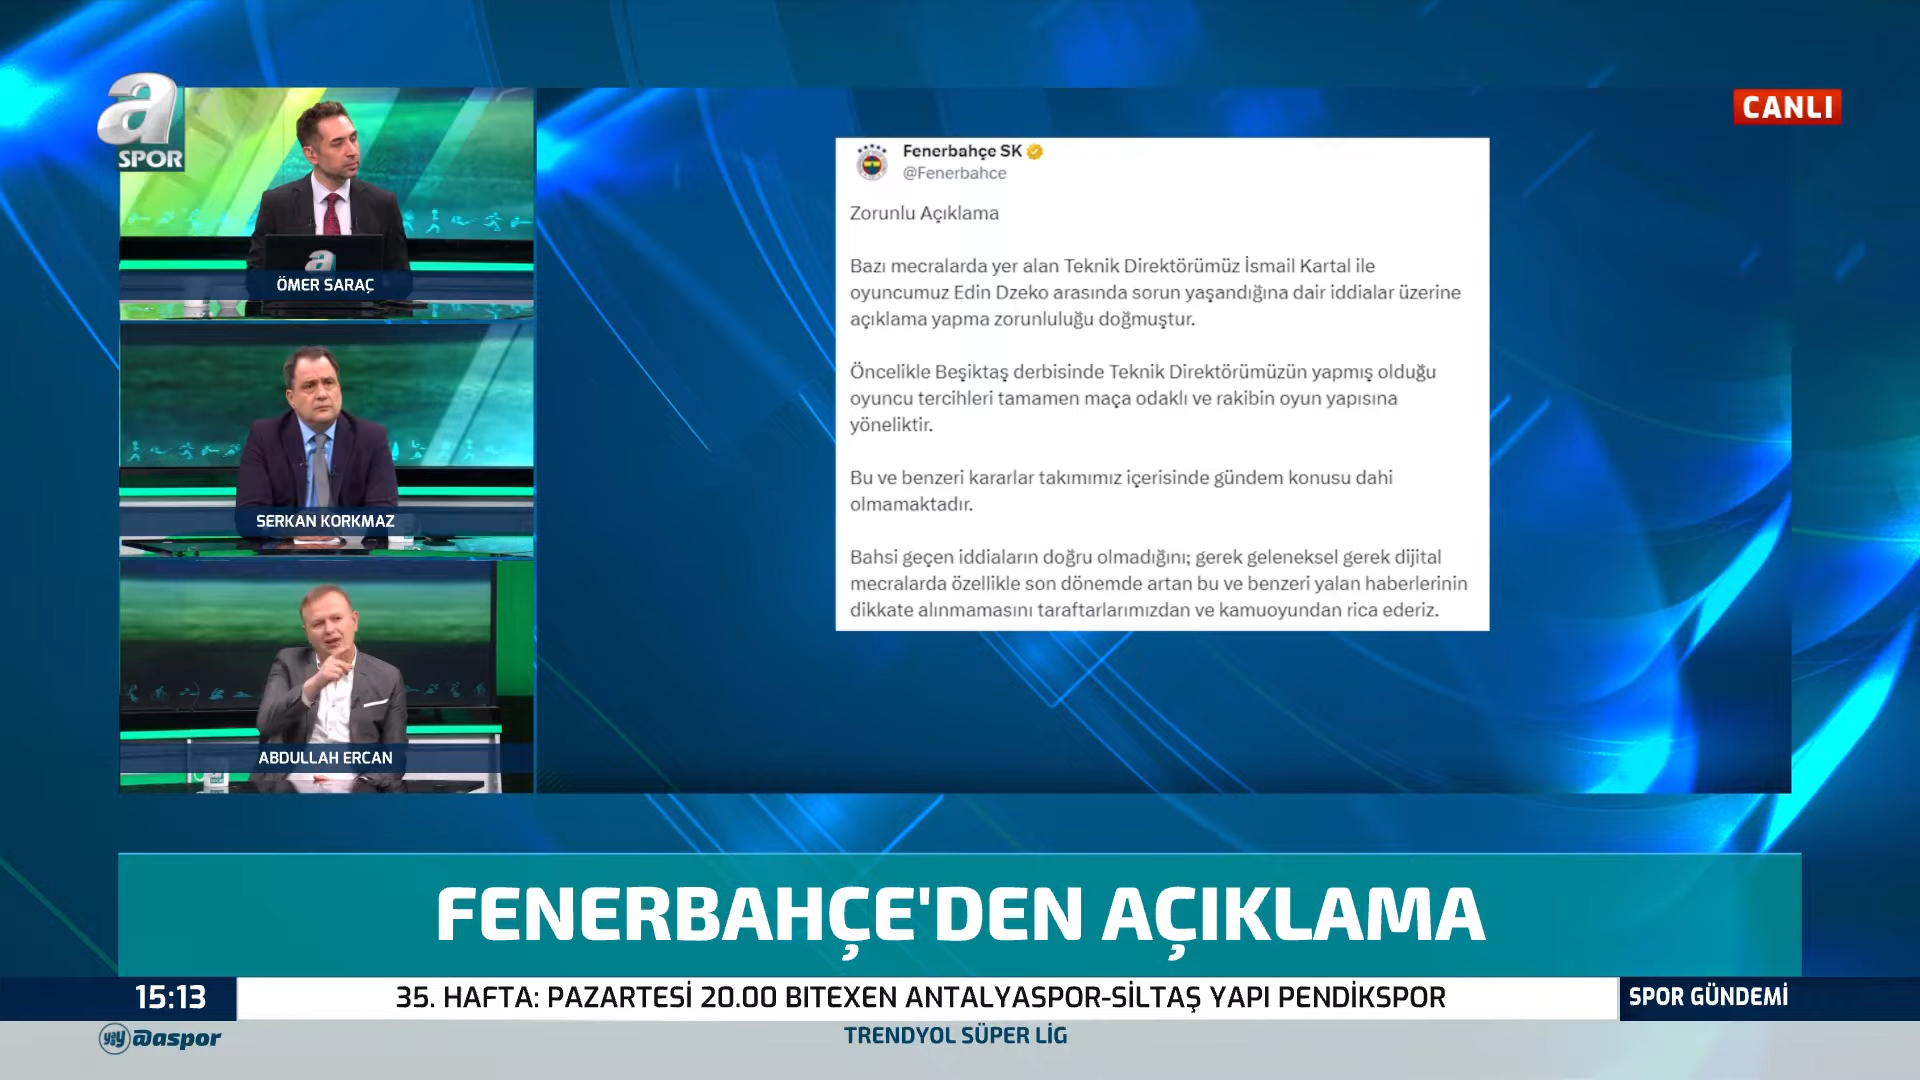 a
SPOR
CANLI
ÖMER SARAÇ
SERKAN KORKMAZ
ABDULLAH ERCAN
Fenerbahçe SK
@Fenerbahce
Zorunlu Açıklama
Bazı mecralarda yer alan Teknik Direktörümüz İsmail Kartal ile
oyuncumuz Edin Dzeko arasında sorun yaşandığına dair iddialar üzerine
açıklama yapma zorunluluğu doğmuştur.
Öncelikle Beşiktaş derbisinde Teknik Direktörümüzün yapmış olduğu
oyuncu tercihleri tamamen maça odaklı ve rakibin oyun yapısına
yöneliktir.
Bu ve benzeri kararlar takımımız içerisinde gündem konusu dahi
olmamaktadır.
Bahsi geçen iddiaların doğru olmadığını; gerek geleneksel gerek dijital
mecralarda özellikle son dönemde artan bu ve benzeri yalan haberlerinin
dikkate alınmamasını taraftarlarımızdan ve kamuoyundan rica ederiz.
FENERBAHÇE'DEN AÇIKLAMA
15:13
35. HAFTA: PAZARTESİ 20.00 BITEXEN ANTALYASPOR-SİLTAŞ YAPI PENDİKSPOR
SPOR GÜNDEMİ
@aspor
TRENDYOL SÜPER LİG